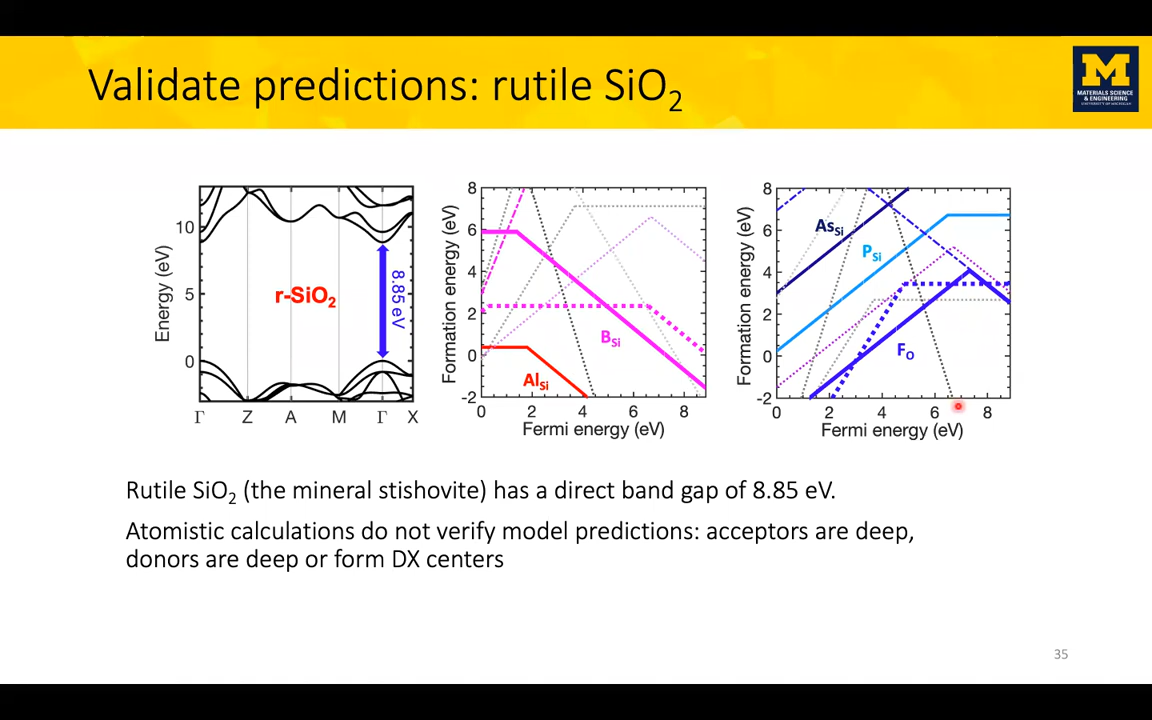 Validate predictions: rutile SiO₂
M
MATERIALS SCIENCE
& ENGINEERING
UNIVERSITY OF MICHIGAN
Energy (eV)
10
5
0
r-SiO₂
8.85 eV
Γ Z A M Γ X
Formation energy (eV)
8
6
4
2
0
-2
B_Si
Al_Si
0 2 4 6 8
Fermi energy (eV)
Formation energy (eV)
8
6
4
2
0
-2
As_Si
P_Si
F_O
0 2 4 6 8
Fermi energy (eV)
Rutile SiO₂ (the mineral stishovite) has a direct band gap of 8.85 eV.
Atomistic calculations do not verify model predictions: acceptors are deep,
donors are deep or form DX centers
35